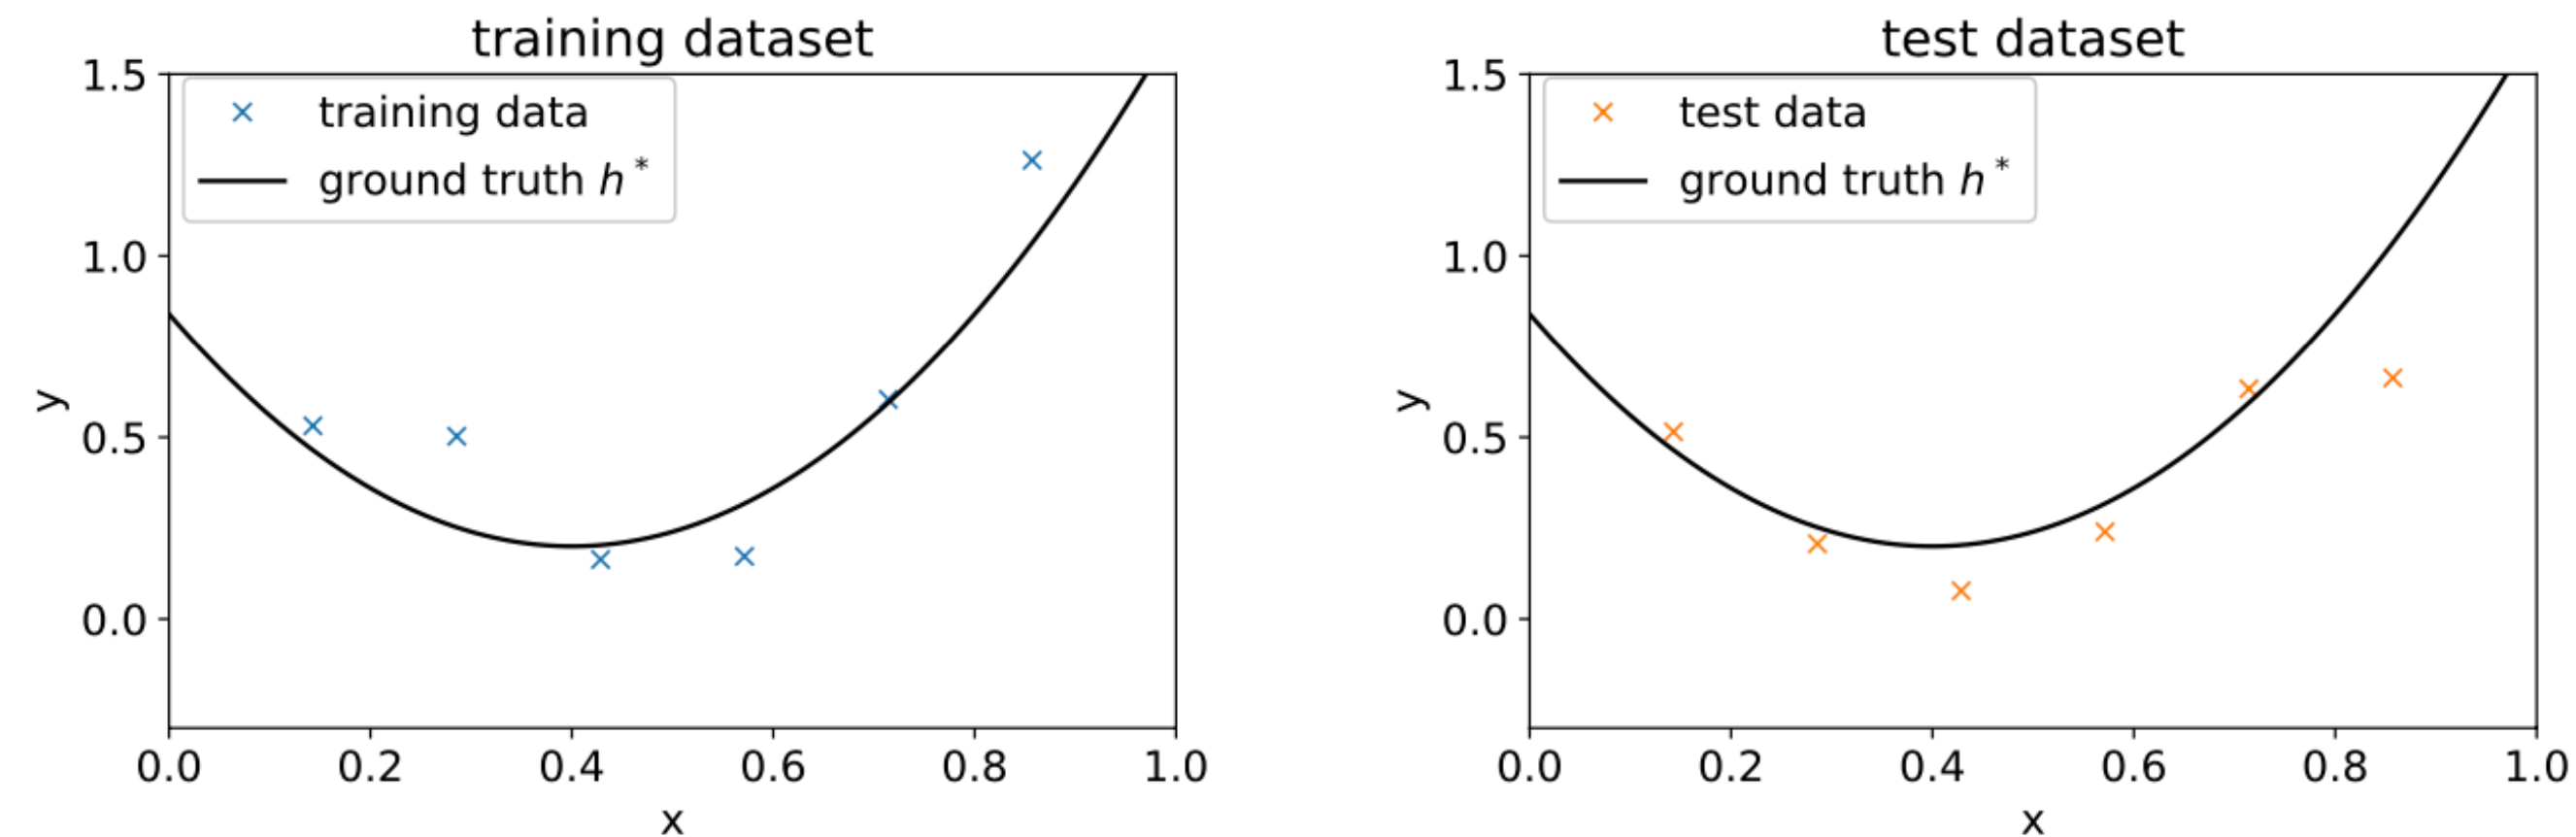 training dataset
1.5
1.0
0.5
0.0
y
training data
ground truth h*
0.0 0.2 0.4 0.6 0.8 1.0
x
test dataset
1.5
1.0
0.5
0.0
y
test data
ground truth h*
0.0 0.2 0.4 0.6 0.8 1.0
x